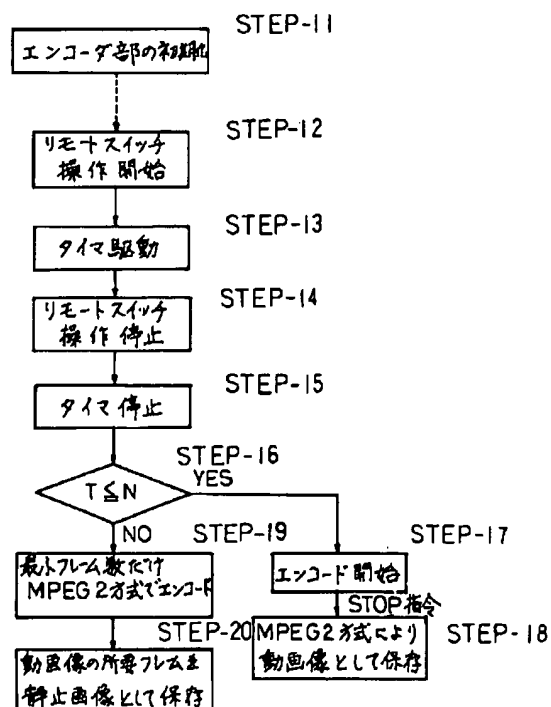 STEP-11
エンコーダ部の初期化
STEP-12
リモートスイッチ
操作開始
STEP-13
タイマ駆動
STEP-14
リモートスイッチ
操作停止
STEP-15
タイマ停止
STEP-16
T≦N
YES
NO
STEP-19
最小フレーム数だけ
MPEG2方式でエンコード
STEP-17
エンコード開始
STOP指令
STEP-20
動画像の所要フレームを
静止画像として保存
STEP-18
MPEG2方式により
動画像として保存